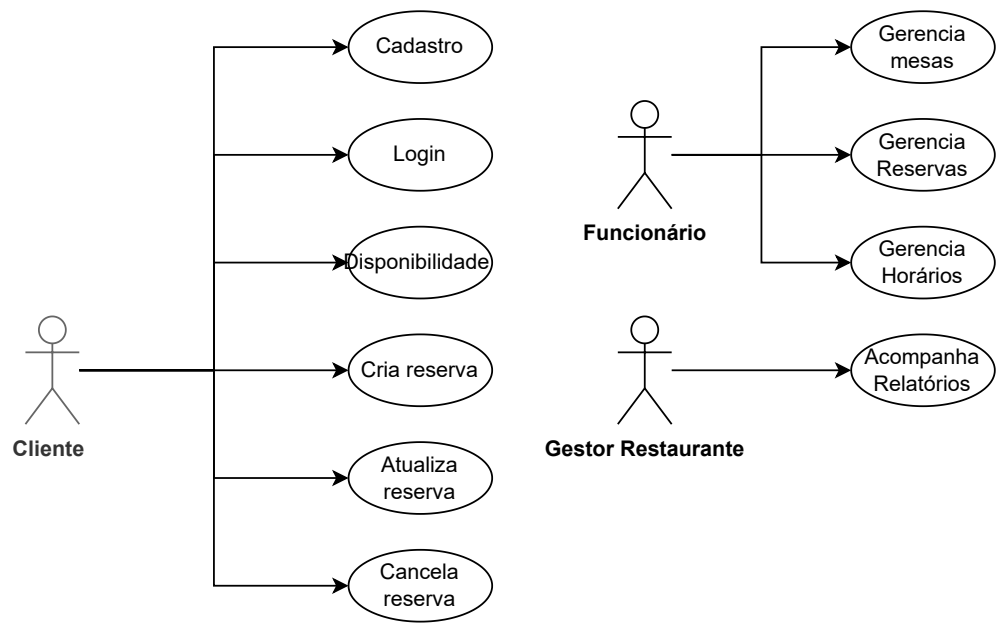 Cadastro
Login
Disponibilidade
Cria reserva
Atualiza
reserva
Cancela
reserva
Cliente
Gerencia
mesas
Gerencia
Reservas
Gerencia
Horários
Funcionário
Acompanha
Relatórios
Gestor Restaurante